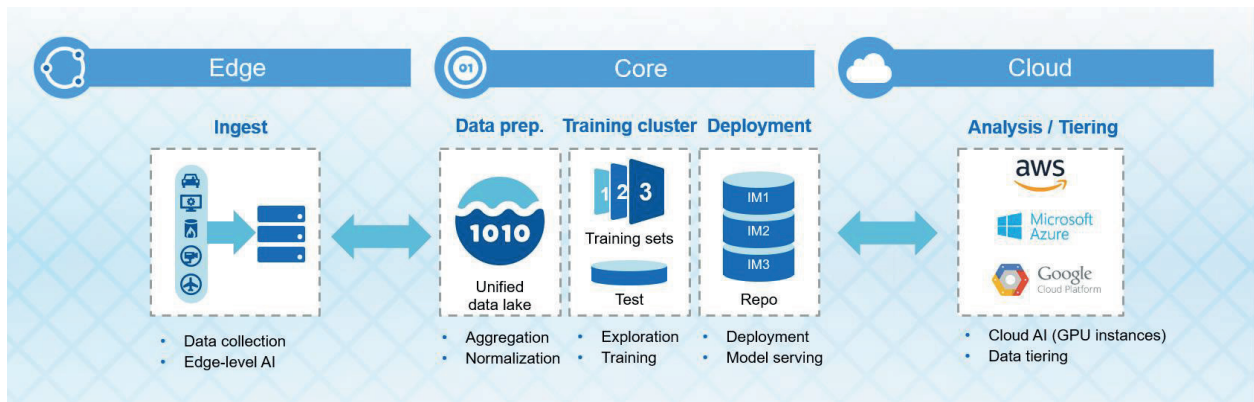 Edge
01
Core
Cloud
Ingest
Data prep.
Training cluster
Deployment
Analysis / Tiering
1010
Unified
data lake
1
2
3
Training sets
Test
IM1
IM2
IM3
Repo
aws
Microsoft
Azure
Google
Cloud Platform
• Data collection
• Edge-level AI
• Aggregation
• Normalization
• Exploration
• Training
• Deployment
• Model serving
• Cloud AI (GPU instances)
• Data tiering